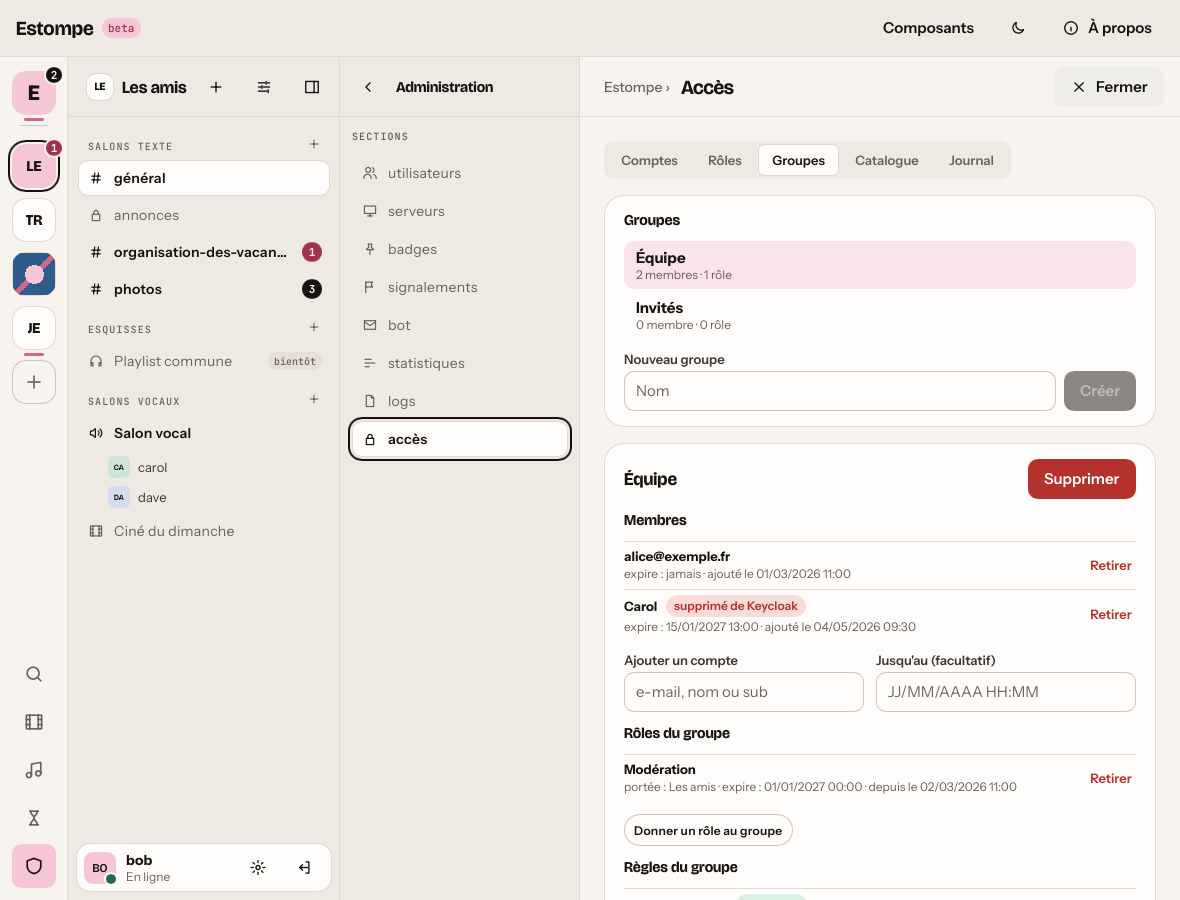 Estompe beta
Composants
À propos
E 2
LE 1
TR
JE
LE Les amis
SALONS TEXTE
# général
annonces
# organisation-des-vacan... 1
# photos 3
ESQUISSES
Playlist commune bientôt
SALONS VOCAUX
Salon vocal
CA carol
DA dave
Ciné du dimanche
BO bob
En ligne
Administration
SECTIONS
utilisateurs
serveurs
badges
signalements
bot
statistiques
logs
accès
Estompe › Accès
Fermer
Comptes Rôles Groupes Catalogue Journal
Groupes
Équipe
2 membres · 1 rôle
Invités
0 membre · 0 rôle
Nouveau groupe
Nom
Créer
Équipe
Supprimer
Membres
alice@exemple.fr
expire : jamais · ajouté le 01/03/2026 11:00
Retirer
Carol supprimé de Keycloak
expire : 15/01/2027 13:00 · ajouté le 04/05/2026 09:30
Retirer
Ajouter un compte
e-mail, nom ou sub
Jusqu'au (facultatif)
JJ/MM/AAAA HH:MM
Rôles du groupe
Modération
portée : Les amis · expire : 01/01/2027 00:00 · depuis le 02/03/2026 11:00
Retirer
Donner un rôle au groupe
Règles du groupe